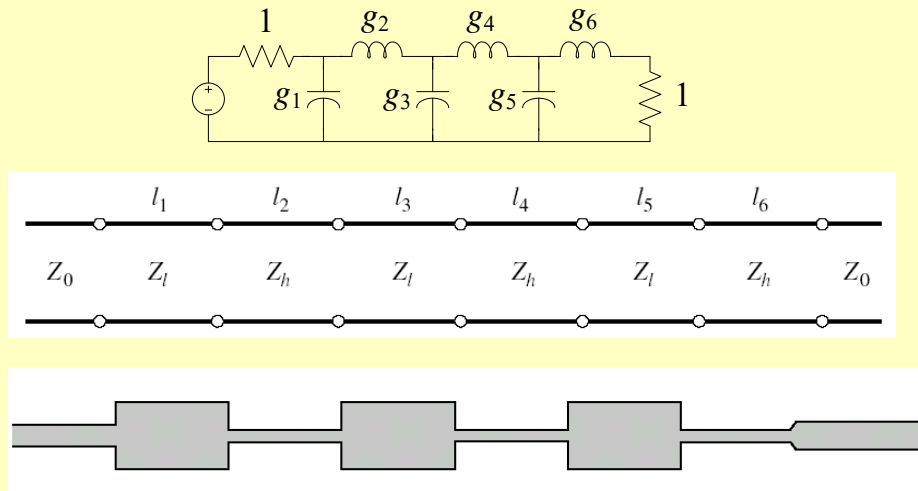 1 g2 g4 g6
g1 g3 g5 1
+
−
l1 l2 l3 l4 l5 l6
Z0 Zl Zh Zl Zh Zl Zh Z0